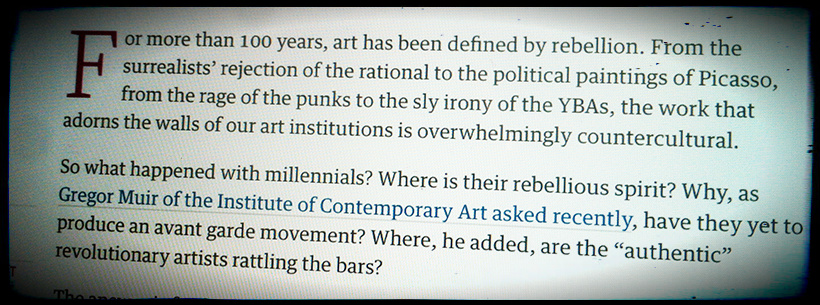 For more than 100 years, art has been defined by rebellion. From the
surrealists' rejection of the rational to the political paintings of Picasso,
from the rage of the punks to the sly irony of the YBAs, the work that
adorns the walls of our art institutions is overwhelmingly countercultural.
So what happened with millennials? Where is their rebellious spirit? Why, as
Gregor Muir of the Institute of Contemporary Art asked recently, have they yet to
produce an avant garde movement? Where, he added, are the “authentic”
revolutionary artists rattling the bars?